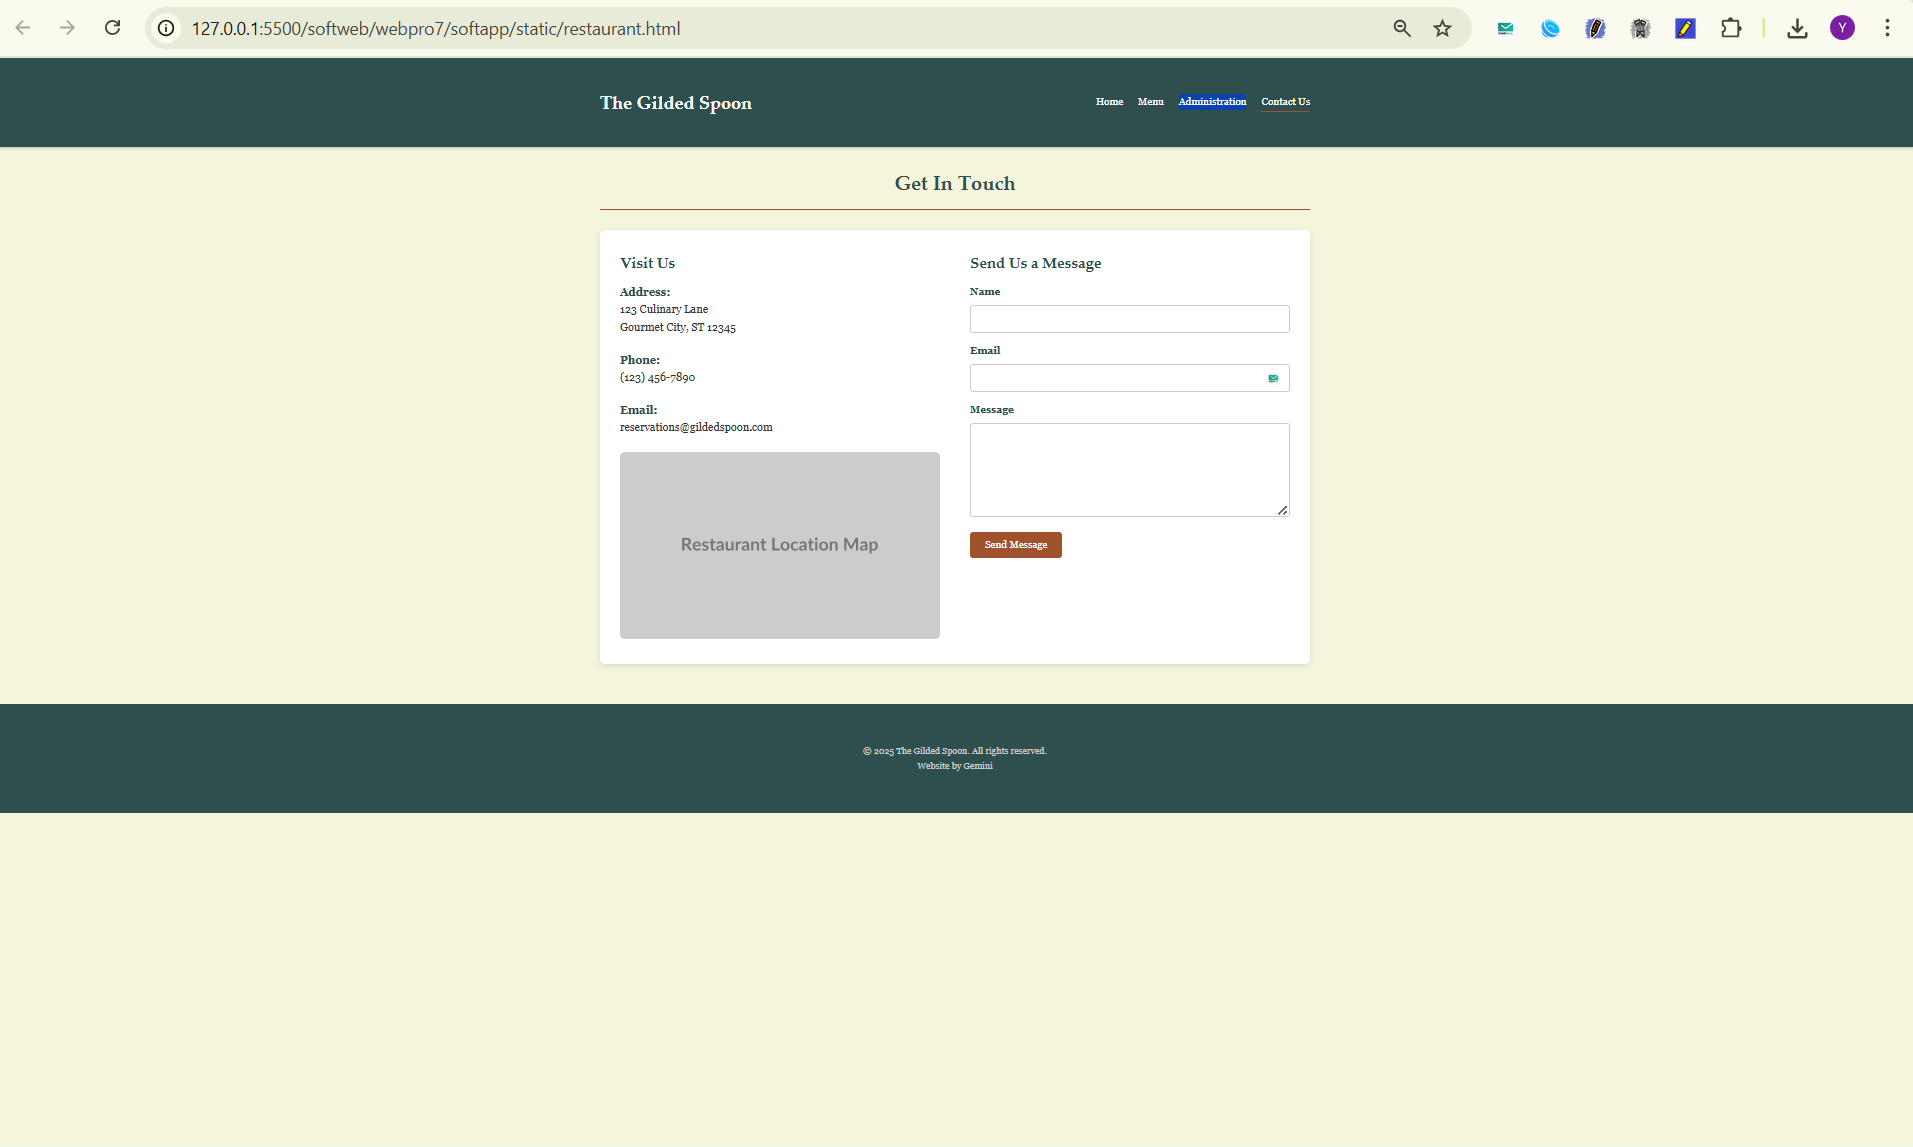 127.0.0.1:5500/softweb/webpro7/softapp/static/restaurant.html
Y
The Gilded Spoon
Home Menu Administration Contact Us
Get In Touch
Visit Us
Address:
123 Culinary Lane
Gourmet City, ST 12345
Phone:
(123) 456-7890
Email:
reservations@gildedspoon.com
Restaurant Location Map
Send Us a Message
Name
Email
Message
Send Message
© 2025 The Gilded Spoon. All rights reserved.
Website by Gemini